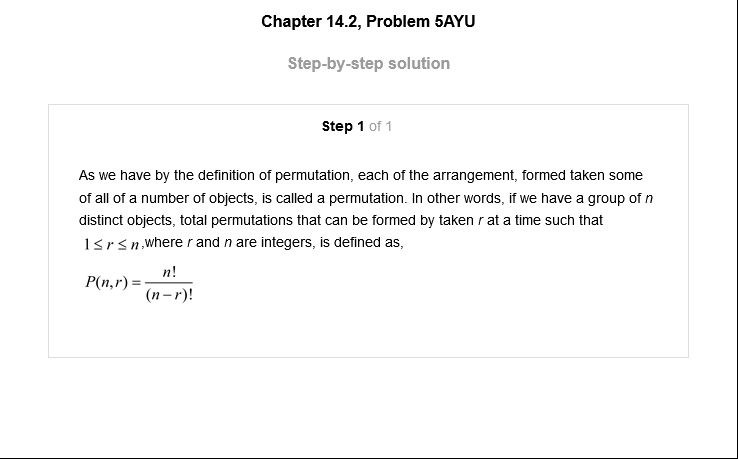 Chapter 14.2, Problem 5AYU
Step-by-step solution
Step 1 of 1
As we have by the definition of permutation, each of the arrangement, formed taken some
of all of a number of objects, is called a permutation. In other words, if we have a group of n
distinct objects, total permutations that can be formed by taken r at a time such that
1 ≤ r ≤ n ,where r and n are integers, is defined as,
P(n,r) = n! / (n − r)!